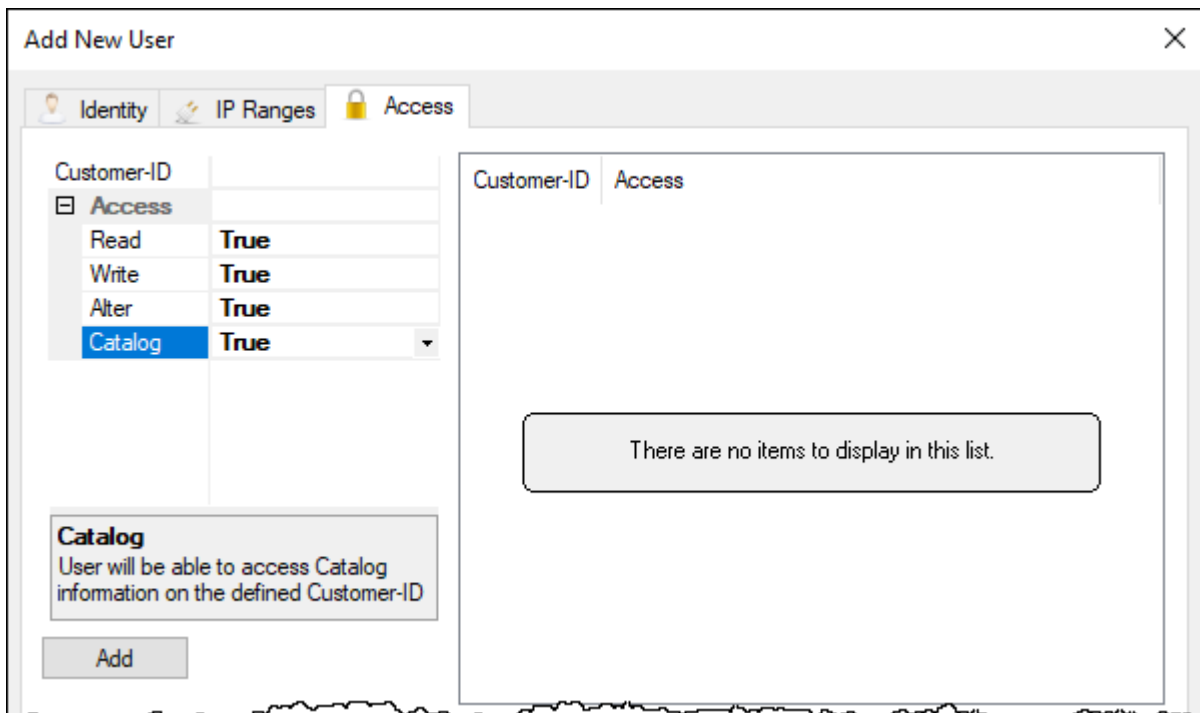 Add New User
Identity
IP Ranges
Access
Customer-ID
Access
Read True
Write True
Alter True
Catalog True
Catalog
User will be able to access Catalog
information on the defined Customer-ID
Add
Customer-ID Access
There are no items to display in this list.